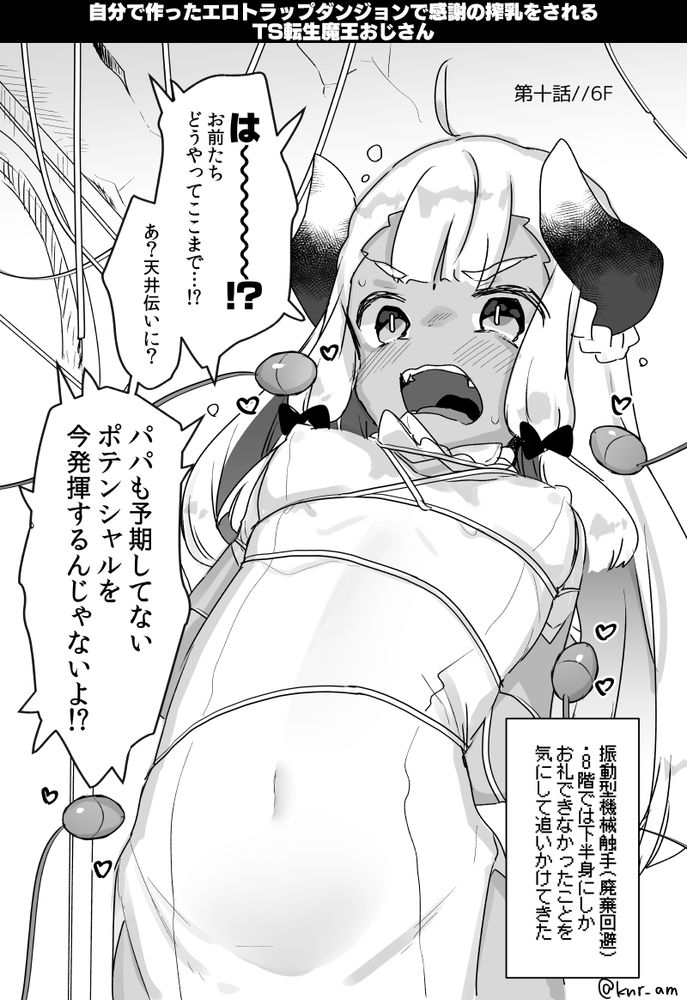 自分で作ったエロトラップダンジョンで感謝の搾乳をされる
TS転生魔王おじさん
第十話//6F
は〜〜〜〜〜〜〜!?
お前たち
どうやってここまで…!?
あ?天井伝いに?
パパも予期してない
ポテンシャルを
今発揮するんじゃないよ!?
振動型機械触手(廃棄回避)
・8階では下半身にしか
お礼できなかったことを
気にして追いかけてきた
@knr_am